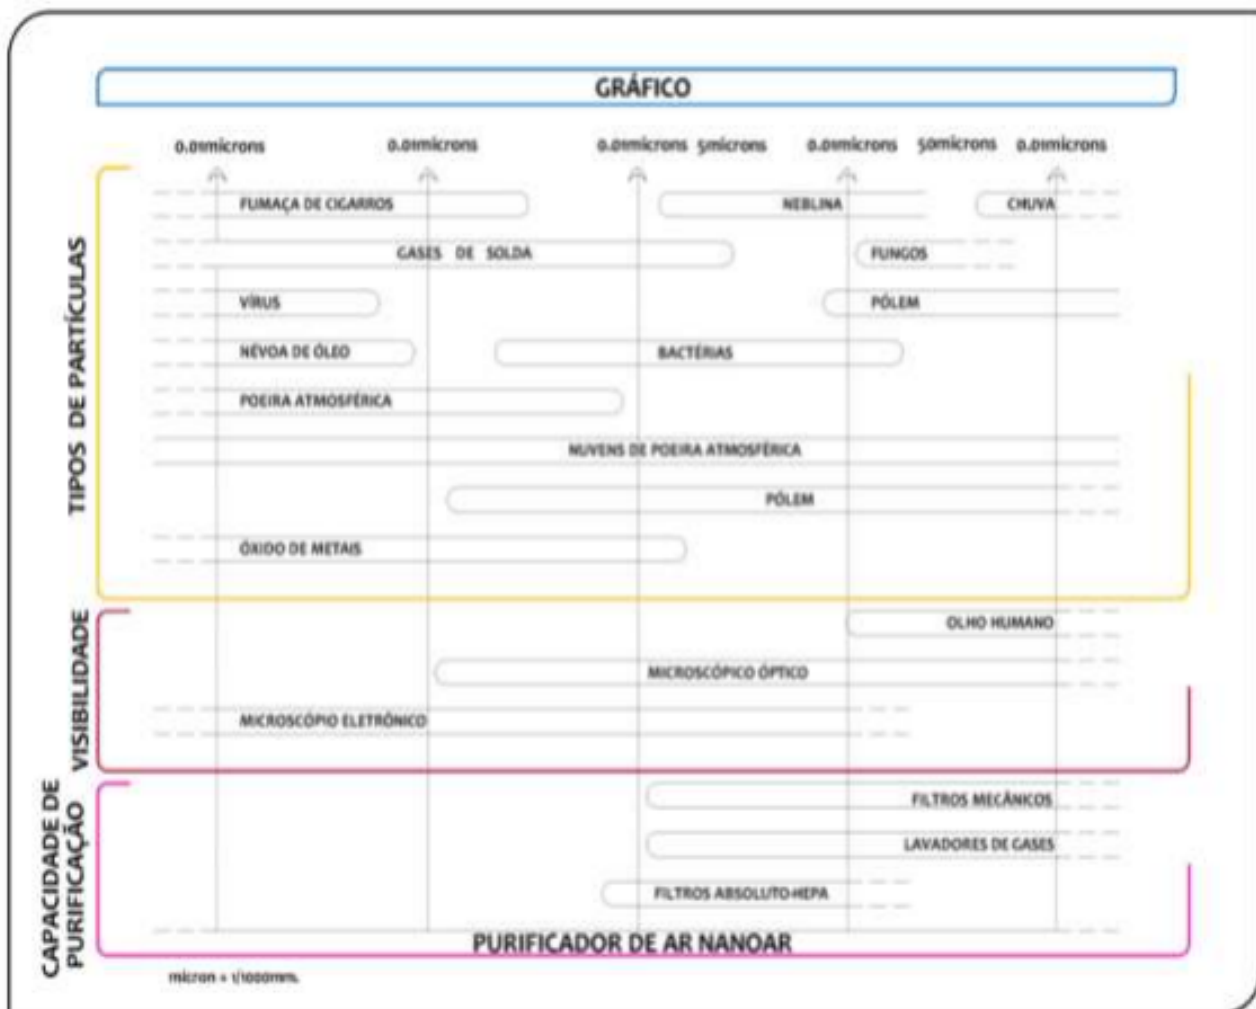 GRÁFICO
0.01microns 0.01microns 0.01microns 5microns 0.01microns 50microns 0.01microns
TIPOS DE PARTÍCULAS
FUMAÇA DE CIGARROS NEBLINA CHUVA
GASES DE SOLDA FUNGOS
VÍRUS PÓLEM
NÉVOA DE ÓLEO BACTÉRIAS
POEIRA ATMOSFÉRICA
NUVENS DE POEIRA ATMOSFÉRICA
PÓLEM
ÓXIDO DE METAIS
VISIBILIDADE
OLHO HUMANO
MICROSCÓPICO ÓPTICO
MICROSCÓPIO ELETRÔNICO
CAPACIDADE DE
PURIFICAÇÃO
FILTROS MECÂNICOS
LAVADORES DE GASES
FILTROS ABSOLUTO-HEPA
PURIFICADOR DE AR NANOAR
micron = 1/1000mm.